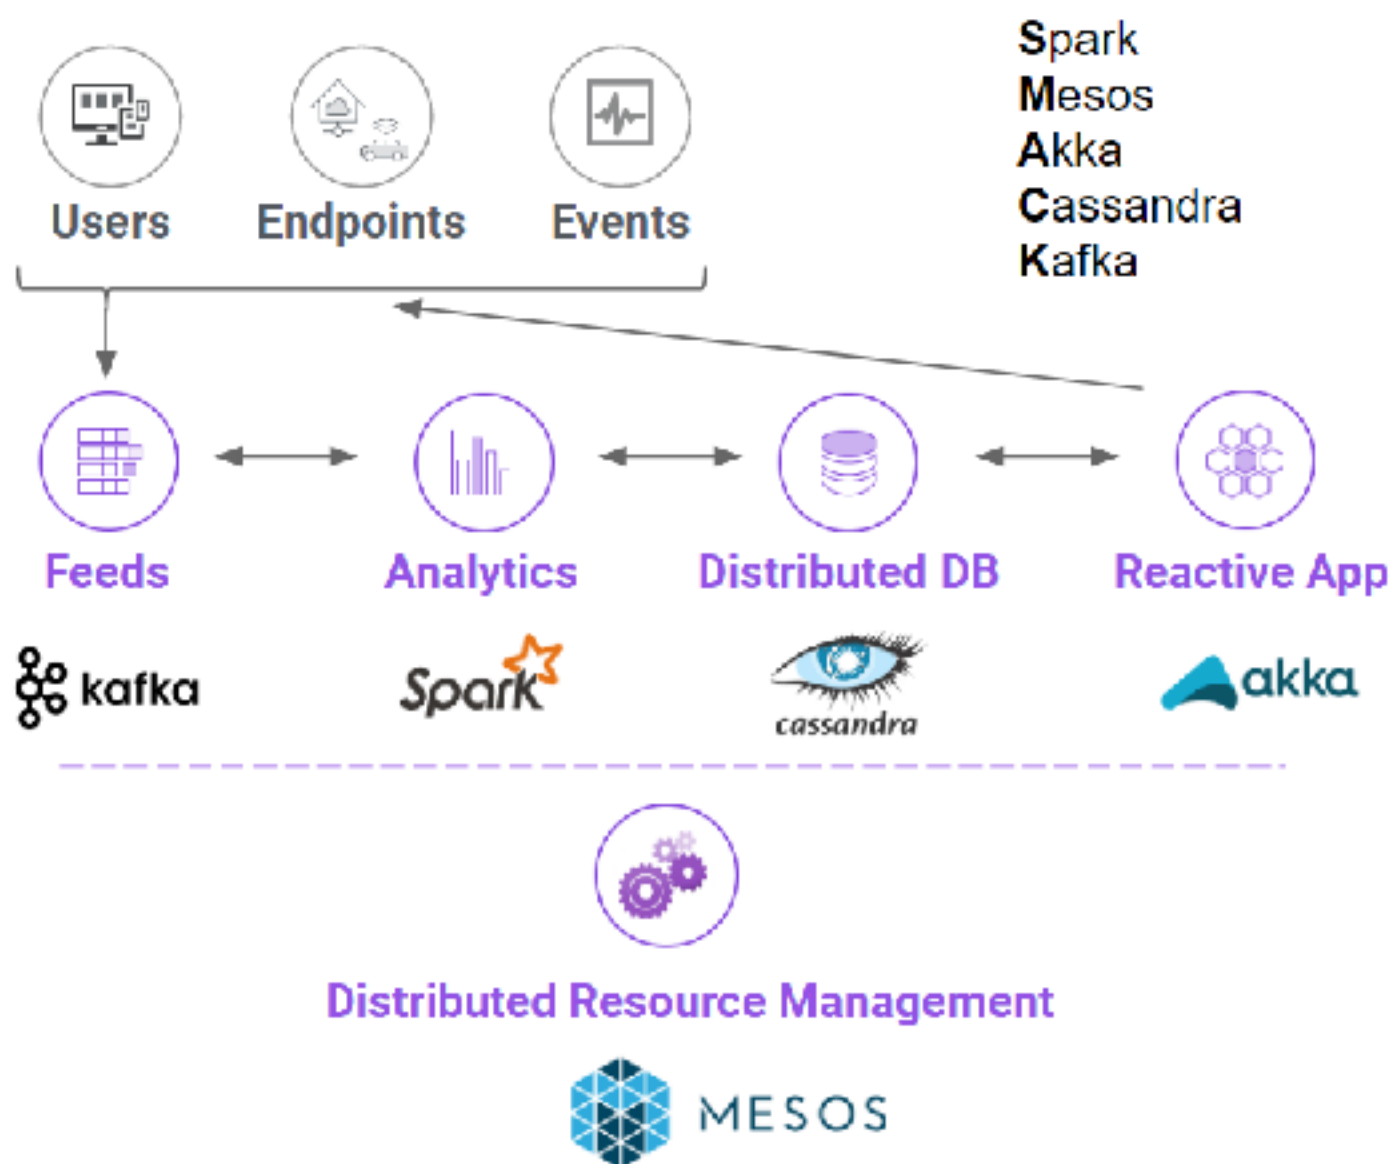 Spark
Mesos
Akka
Cassandra
Kafka
Users
Endpoints
Events
Feeds
Analytics
Distributed DB
Reactive App
kafka
Spark
cassandra
akka
Distributed Resource Management
MESOS